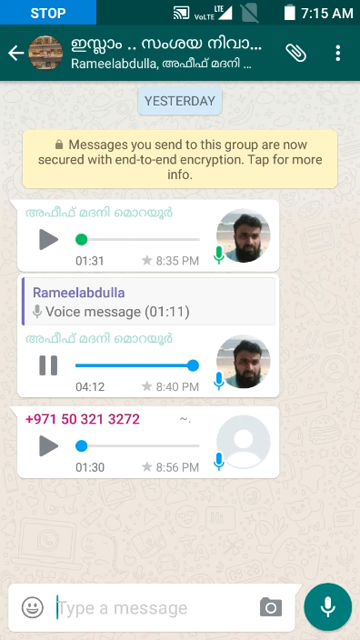 STOP
VoLTE LTE 7:15 AM
ഇസ്ലാം .. സംശയ നിവാ...
Rameelabdulla, അഫീഫ് മദനി ...
YESTERDAY
Messages you send to this group are now
secured with end-to-end encryption. Tap for more
info.
അഫീഫ് മദനി മൊറയൂർ
01:31 8:35 PM
Rameelabdulla
Voice message (01:11)
അഫീഫ് മദനി മൊറയൂർ
04:12 8:40 PM
+971 50 321 3272 ~.
01:30 8:56 PM
Type a message